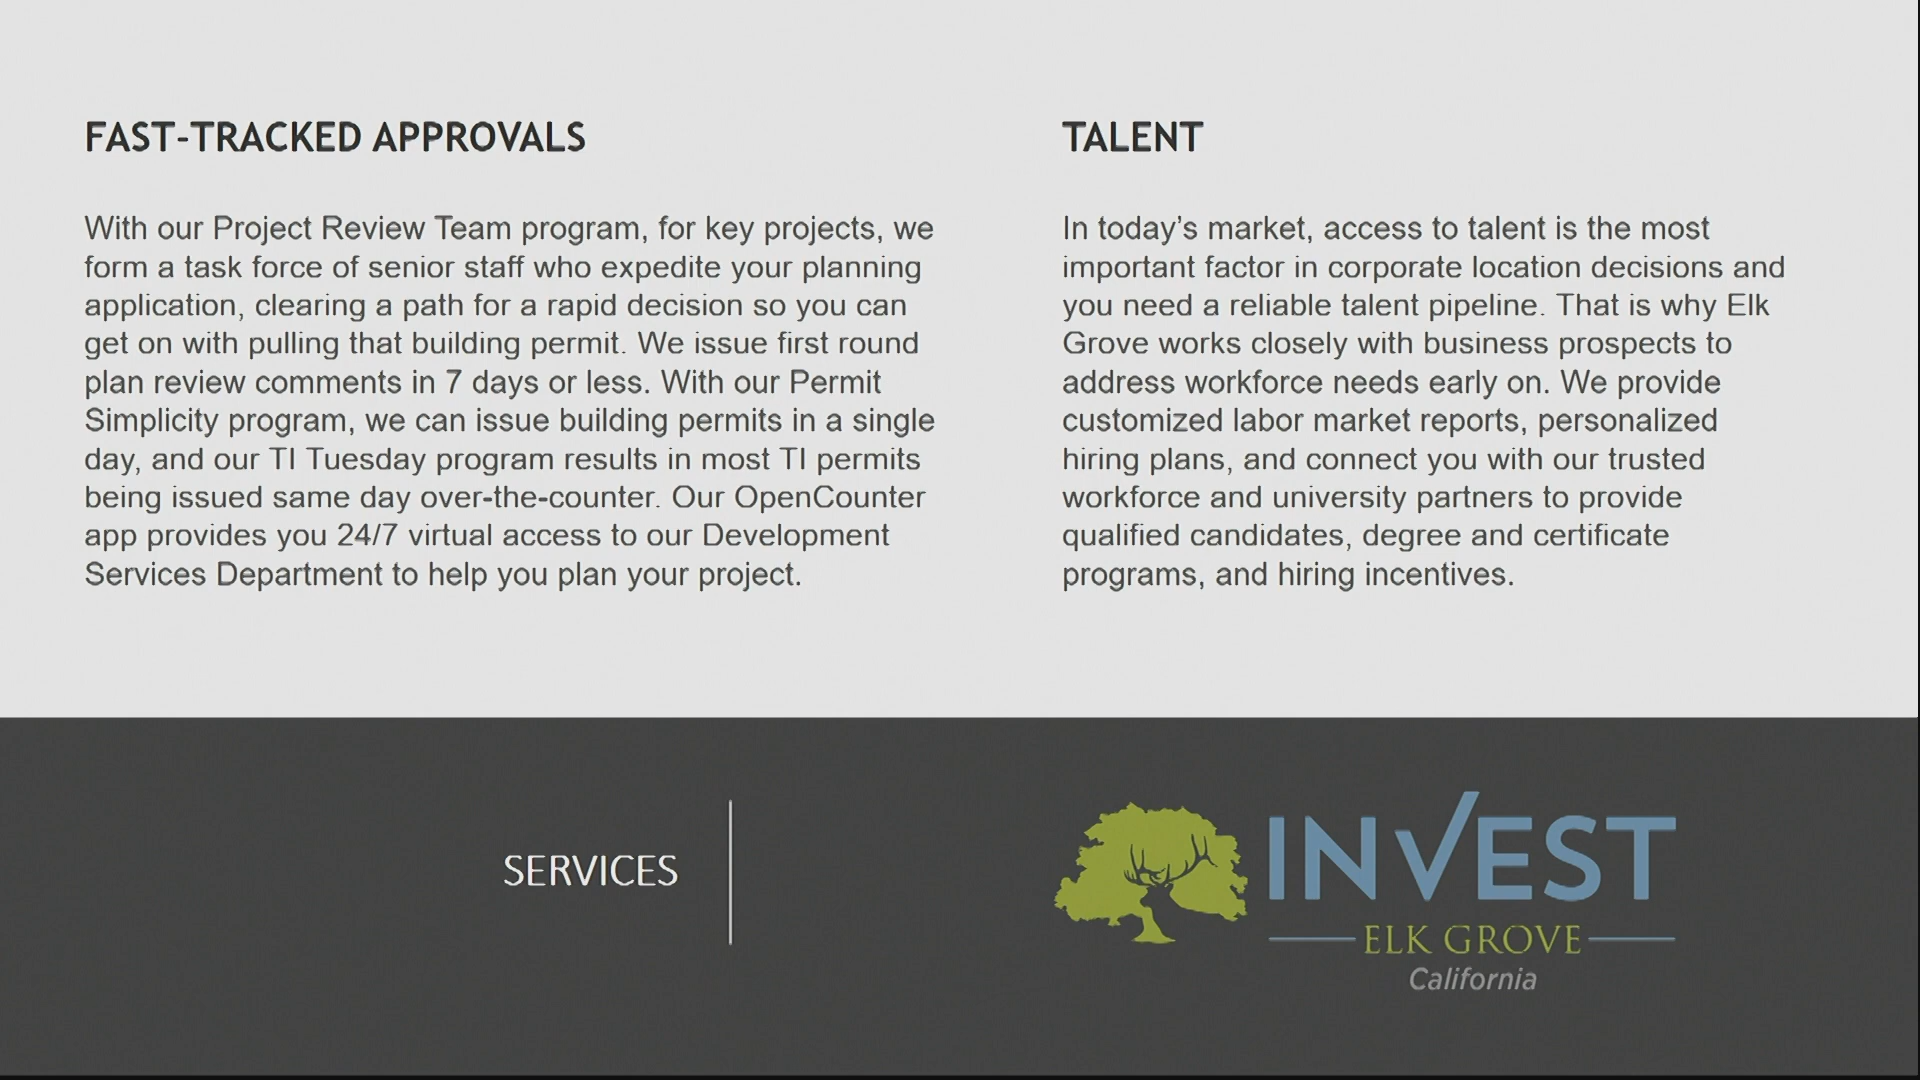 FAST-TRACKED APPROVALS
With our Project Review Team program, for key projects, we
form a task force of senior staff who expedite your planning
application, clearing a path for a rapid decision so you can
get on with pulling that building permit. We issue first round
plan review comments in 7 days or less. With our Permit
Simplicity program, we can issue building permits in a single
day, and our TI Tuesday program results in most TI permits
being issued same day over-the-counter. Our OpenCounter
app provides you 24/7 virtual access to our Development
Services Department to help you plan your project.
TALENT
In today’s market, access to talent is the most
important factor in corporate location decisions and
you need a reliable talent pipeline. That is why Elk
Grove works closely with business prospects to
address workforce needs early on. We provide
customized labor market reports, personalized
hiring plans, and connect you with our trusted
workforce and university partners to provide
qualified candidates, degree and certificate
programs, and hiring incentives.
SERVICES
INVEST
ELK GROVE
California